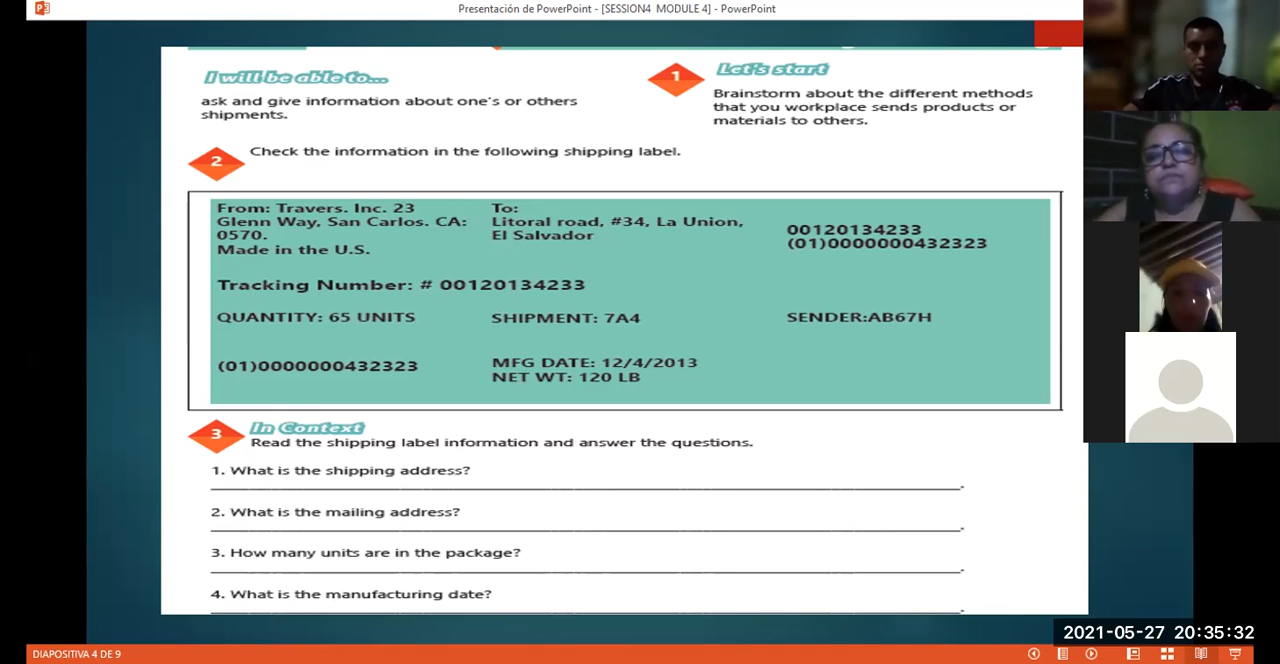 Presentación de PowerPoint - [SESSION4 MODULE 4] - PowerPoint
I will be able to...
ask and give information about one's or others
shipments.
1
Let's start
Brainstorm about the different methods
that you workplace sends products or
materials to others.
2
Check the information in the following shipping label.
From: Travers. Inc. 23
Glenn Way, San Carlos. CA:
0570.
Made in the U.S.
To:
Litoral road, #34, La Union,
El Salvador
00120134233
(01)0000000432323
Tracking Number: # 00120134233
QUANTITY: 65 UNITS
SHIPMENT: 7A4
SENDER:AB67H
(01)0000000432323
MFG DATE: 12/4/2013
NET WT: 120 LB
3
In Context
Read the shipping label information and answer the questions.
1. What is the shipping address?
2. What is the mailing address?
3. How many units are in the package?
4. What is the manufacturing date?
2021-05-27 20:35:32
DIAPOSITIVA 4 DE 9